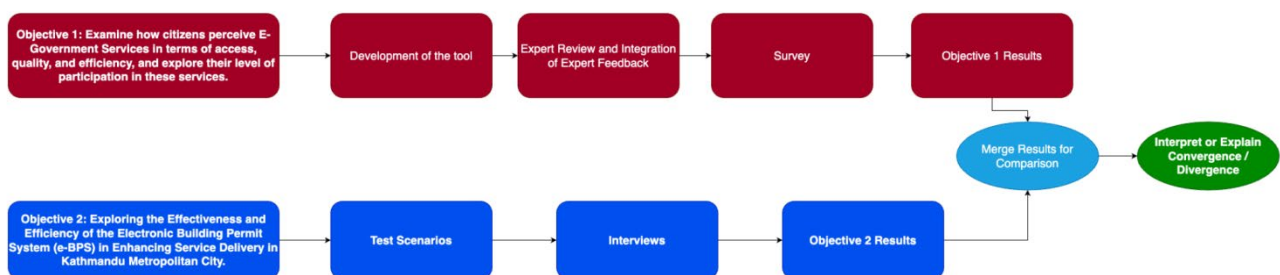 Objective 1: Examine how citizens perceive E-
Government Services in terms of access,
quality, and efficiency, and explore their level of
participation in these services.
Development of the tool
Expert Review and Integration
of Expert Feedback
Survey
Objective 1 Results
Merge Results for
Comparison
Interpret or Explain
Convergence /
Divergence
Objective 2: Exploring the Effectiveness and
Efficiency of the Electronic Building Permit
System (e-BPS) in Enhancing Service Delivery in
Kathmandu Metropolitan City.
Test Scenarios
Interviews
Objective 2 Results